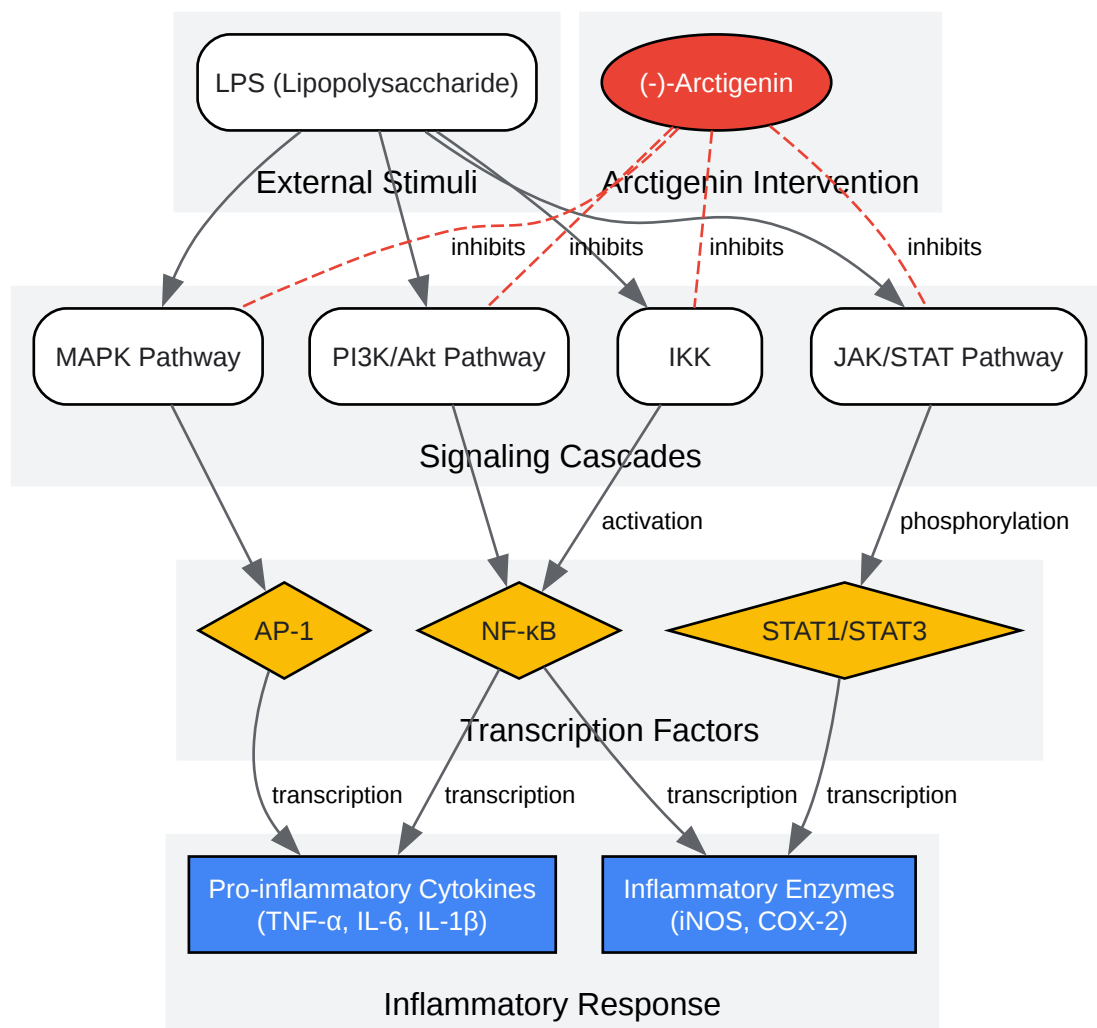 LPS (Lipopolysaccharide)
(-)-Arctigenin
External Stimuli
Arctigenin Intervention
inhibits
inhibits
inhibits
inhibits
MAPK Pathway
PI3K/Akt Pathway
IKK
JAK/STAT Pathway
Signaling Cascades
activation
phosphorylation
AP-1
NF-κB
STAT1/STAT3
Transcription Factors
transcription
transcription
transcription
transcription
Pro-inflammatory Cytokines
(TNF-α, IL-6, IL-1β)
Inflammatory Enzymes
(iNOS, COX-2)
Inflammatory Response